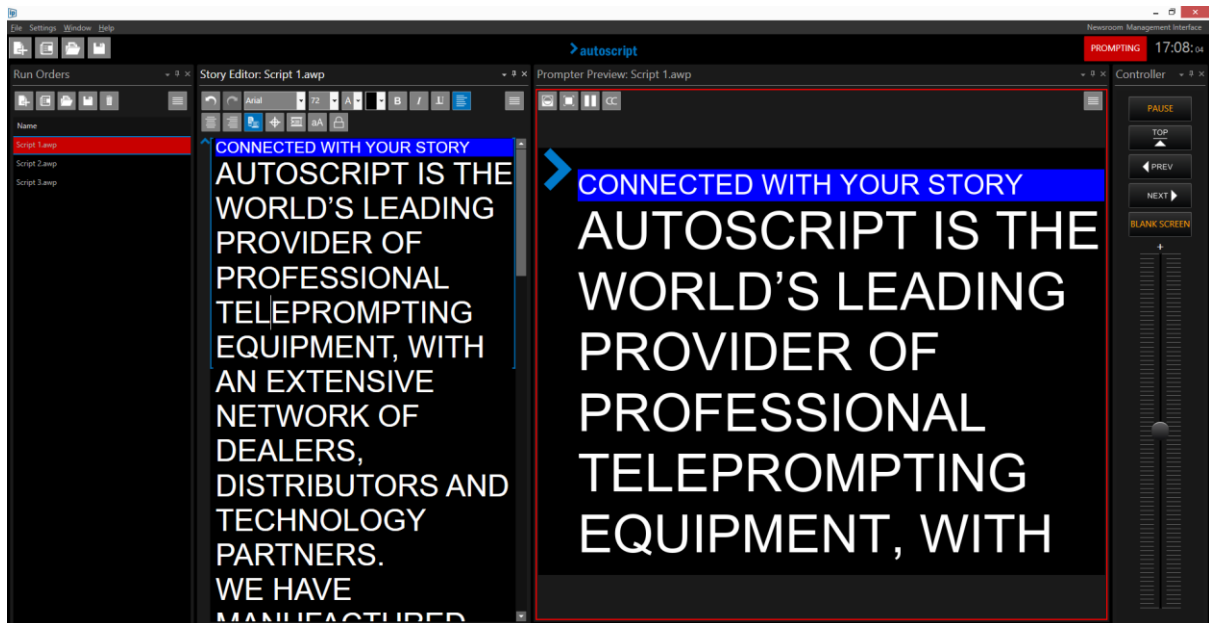 File Settings Window Help
Newsroom Management Interface
autoscript
PROMPTING 17:08:04
Run Orders
Name
Script 1.awp
Script 2.awp
Script 3.awp
Story Editor: Script 1.awp
Arial 72 A B I U
aA
CONNECTED WITH YOUR STORY
AUTOSCRIPT IS THE
WORLD'S LEADING
PROVIDER OF
PROFESSIONAL
TELEPROMPTING
EQUIPMENT, WITH
AN EXTENSIVE
NETWORK OF
DEALERS,
DISTRIBUTORS AND
TECHNOLOGY
PARTNERS.
WE HAVE
MANUFACTURED
Prompter Preview: Script 1.awp
CC
CONNECTED WITH YOUR STORY
AUTOSCRIPT IS THE
WORLD'S LEADING
PROVIDER OF
PROFESSIONAL
TELEPROMPTING
EQUIPMENT, WITH
Controller
PAUSE
TOP
PREV
NEXT
BLANK SCREEN
+